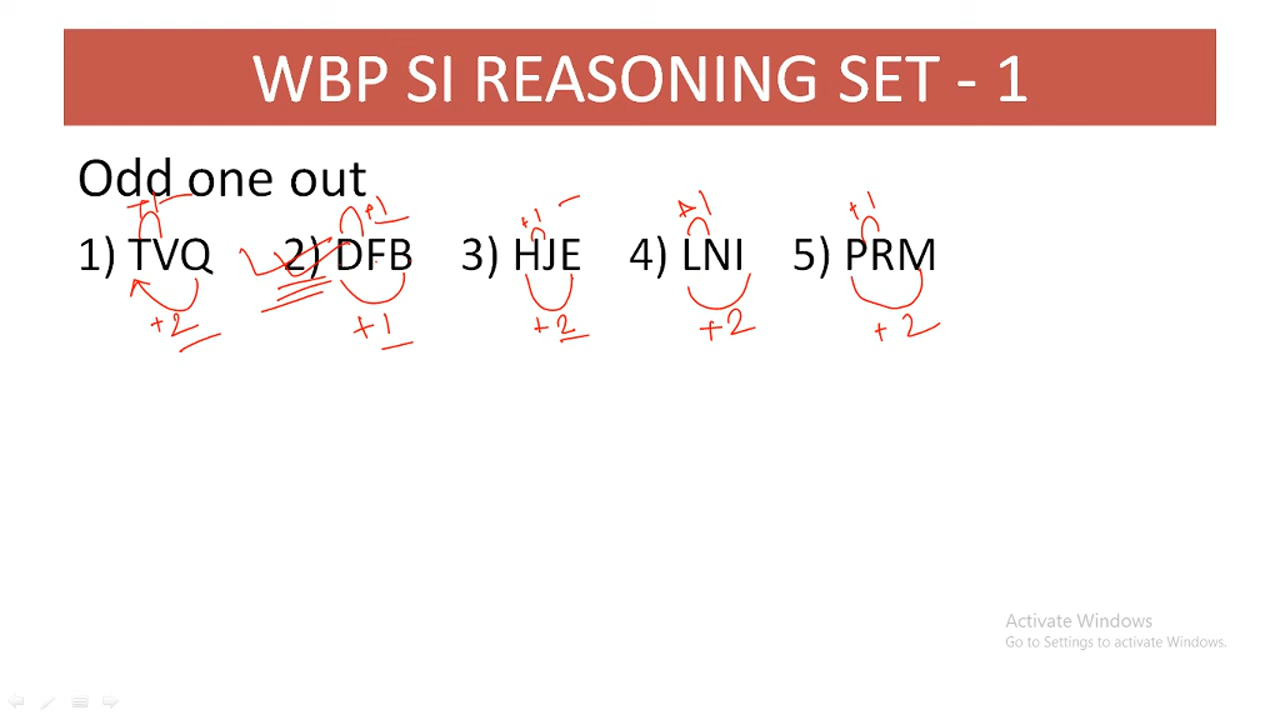 WBP SI REASONING SET - 1
Odd one out
+1 +1 +1 +1 +1
1) TVQ 2) DFB 3) HJE 4) LNI 5) PRM
+2 +1 +2 +2 +2
Activate Windows
Go to Settings to activate Windows.